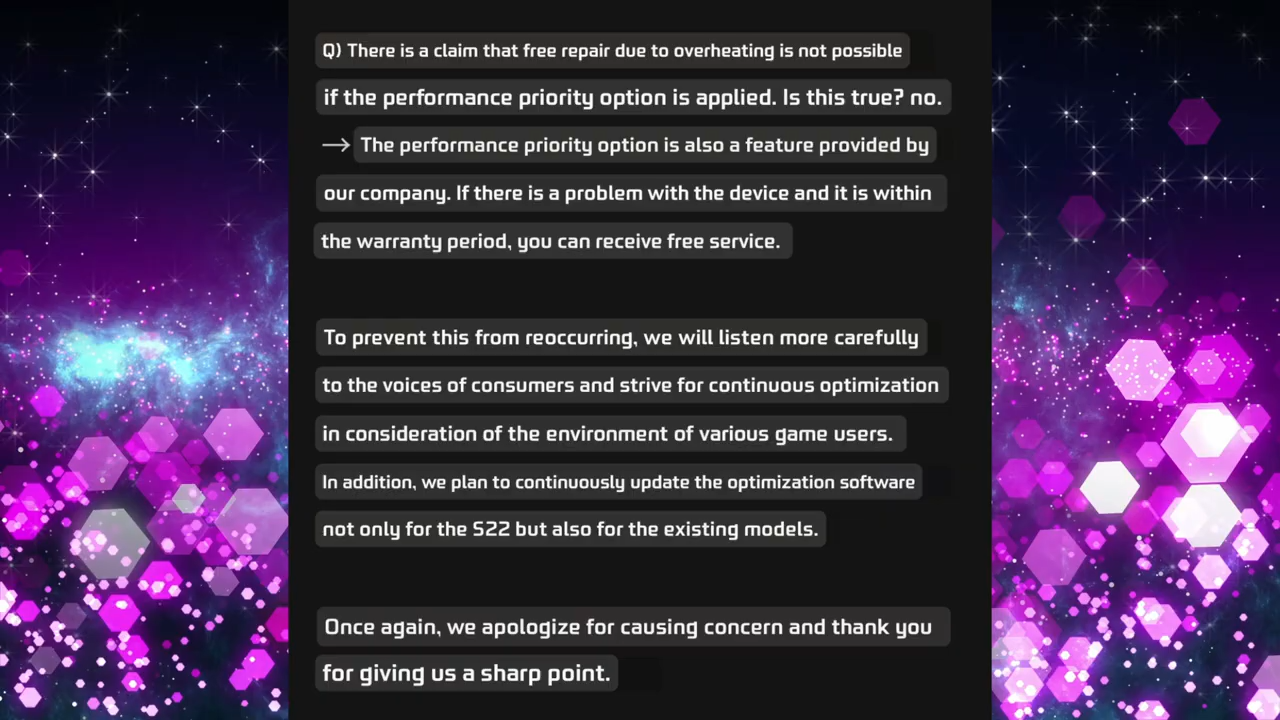 Q) There is a claim that free repair due to overheating is not possible
if the performance priority option is applied. Is this true? no.
→ The performance priority option is also a feature provided by
our company. If there is a problem with the device and it is within
the warranty period, you can receive free service.
To prevent this from reoccurring, we will listen more carefully
to the voices of consumers and strive for continuous optimization
in consideration of the environment of various game users.
In addition, we plan to continuously update the optimization software
not only for the S22 but also for the existing models.
Once again, we apologize for causing concern and thank you
for giving us a sharp point.